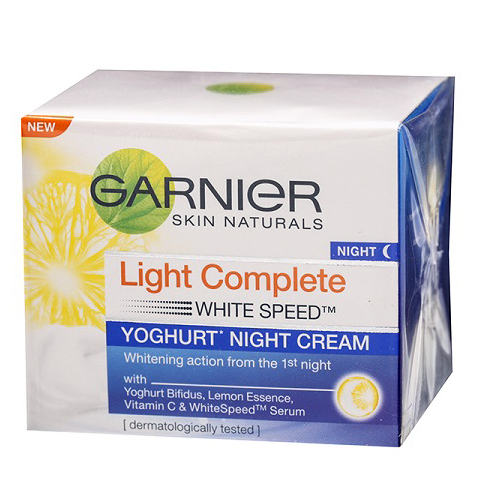 NEW
GARNIER
SKIN NATURALS
NIGHT
Light Complete
WHITE SPEED™
YOGHURT* NIGHT CREAM
Whitening action from the 1st night
with
Yoghurt Bifidus, Lemon Essence,
Vitamin C & WhiteSpeed™ Serum
[ dermatologically tested ]